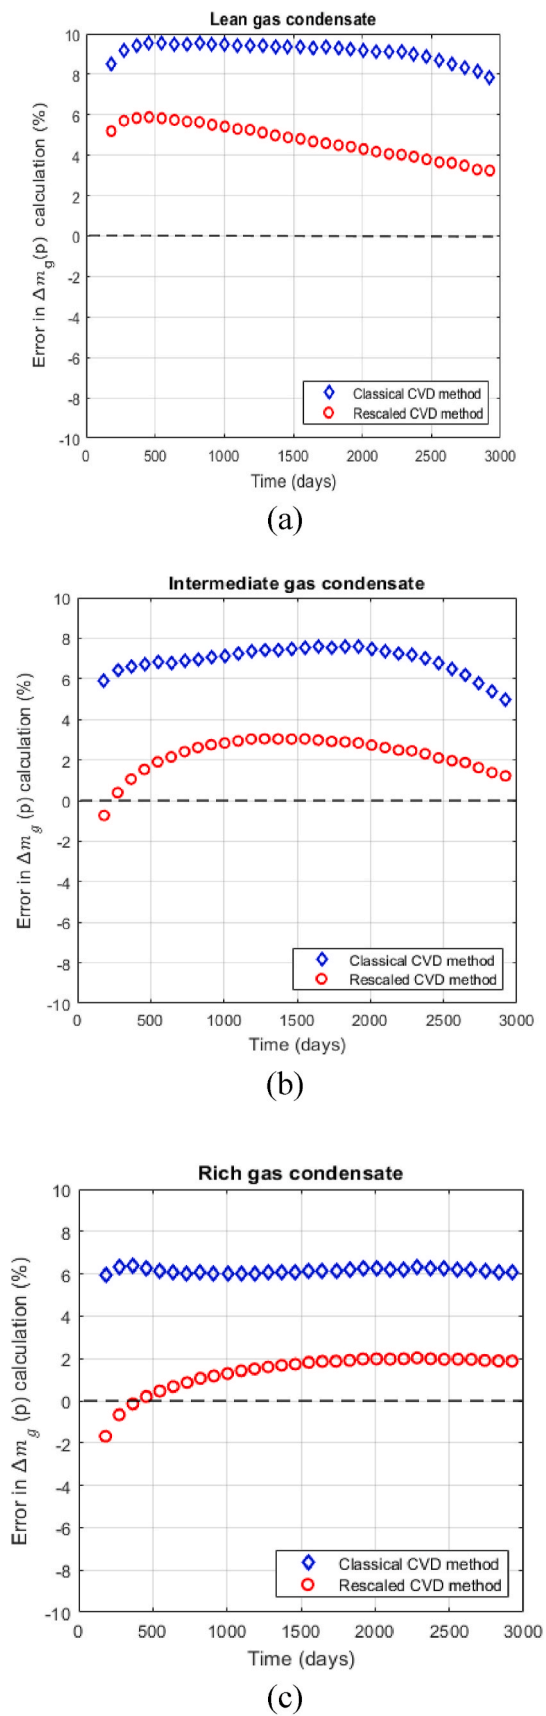 Lean gas condensate
Error in Δm_g(p) calculation (%)
10
8
6
4
2
0
-2
-4
-6
-8
-10
Classical CVD method
Rescaled CVD method
0 500 1000 1500 2000 2500 3000
Time (days)
(a)
Intermediate gas condensate
Error in Δm_g (p) calculation (%)
10
8
6
4
2
0
-2
-4
-6
-8
-10
Classical CVD method
Rescaled CVD method
0 500 1000 1500 2000 2500 3000
Time (days)
(b)
Rich gas condensate
Error in Δm_g (p) calculation (%)
10
8
6
4
2
0
-2
-4
-6
-8
-10
Classical CVD method
Rescaled CVD method
0 500 1000 1500 2000 2500 3000
Time (days)
(c)